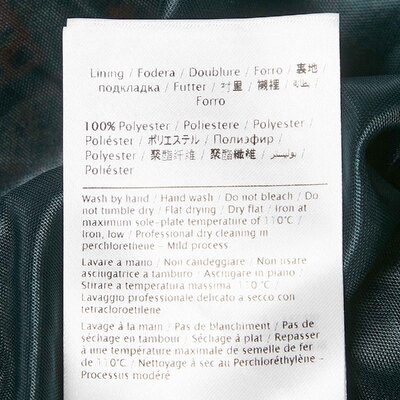 Lining / Fodera / Doublure / Forro / 裏地 /
подкладка / Futter / 衬里 / 襯裡 /
Forro
100% Polyester / Poliestere / Polyester /
Poliéster / ポリエステル / Полиэфир /
Polyester / 聚酯纤维 / 聚酯纖維 / بوليستر /
Poliéster
Wash by hand / Hand wash / Do not bleach / Do
not tumble dry / Flat drying / Dry flat / Iron at
maximum sole-plate temperature of 110°C /
Iron, low / Professional dry cleaning in
perchlorethene – Mild process
Lavare a mano / Non candeggiare / Non usare
asciugatrice a tamburo / Asciugare in piano /
Stirare a temperatura massima 110°C /
Lavaggio professionale delicato a secco con
tetracloroetilene
Lavage à la main / Pas de blanchiment / Pas de
séchage en tambour / Séchage à plat / Repasser
à une température maximale de semelle de fer
de 110°C / Nettoyage à sec au Perchloréthylène –
Processus modéré